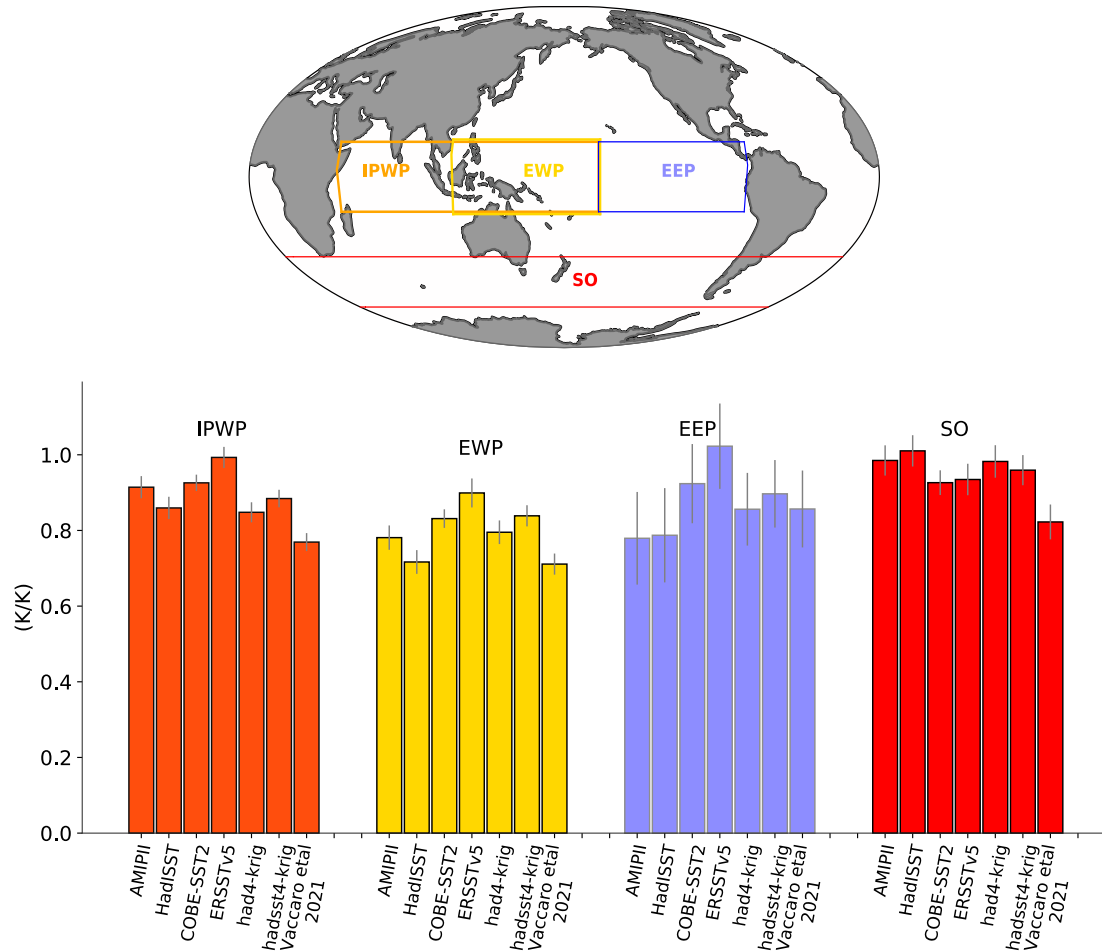 IPWP
EWP
EEP
SO
IPWP
EWP
EEP
SO
(K/K)
1.0
0.8
0.6
0.4
0.2
0.0
AMIPII
HadISST
COBE-SST2
ERSSTv5
had4-krig
hadsst4-krig
Vaccaro etal
2021
AMIPII
HadISST
COBE-SST2
ERSSTv5
had4-krig
hadsst4-krig
Vaccaro etal
2021
AMIPII
HadISST
COBE-SST2
ERSSTv5
had4-krig
hadsst4-krig
Vaccaro etal
2021
AMIPII
HadISST
COBE-SST2
ERSSTv5
had4-krig
hadsst4-krig
Vaccaro etal
2021